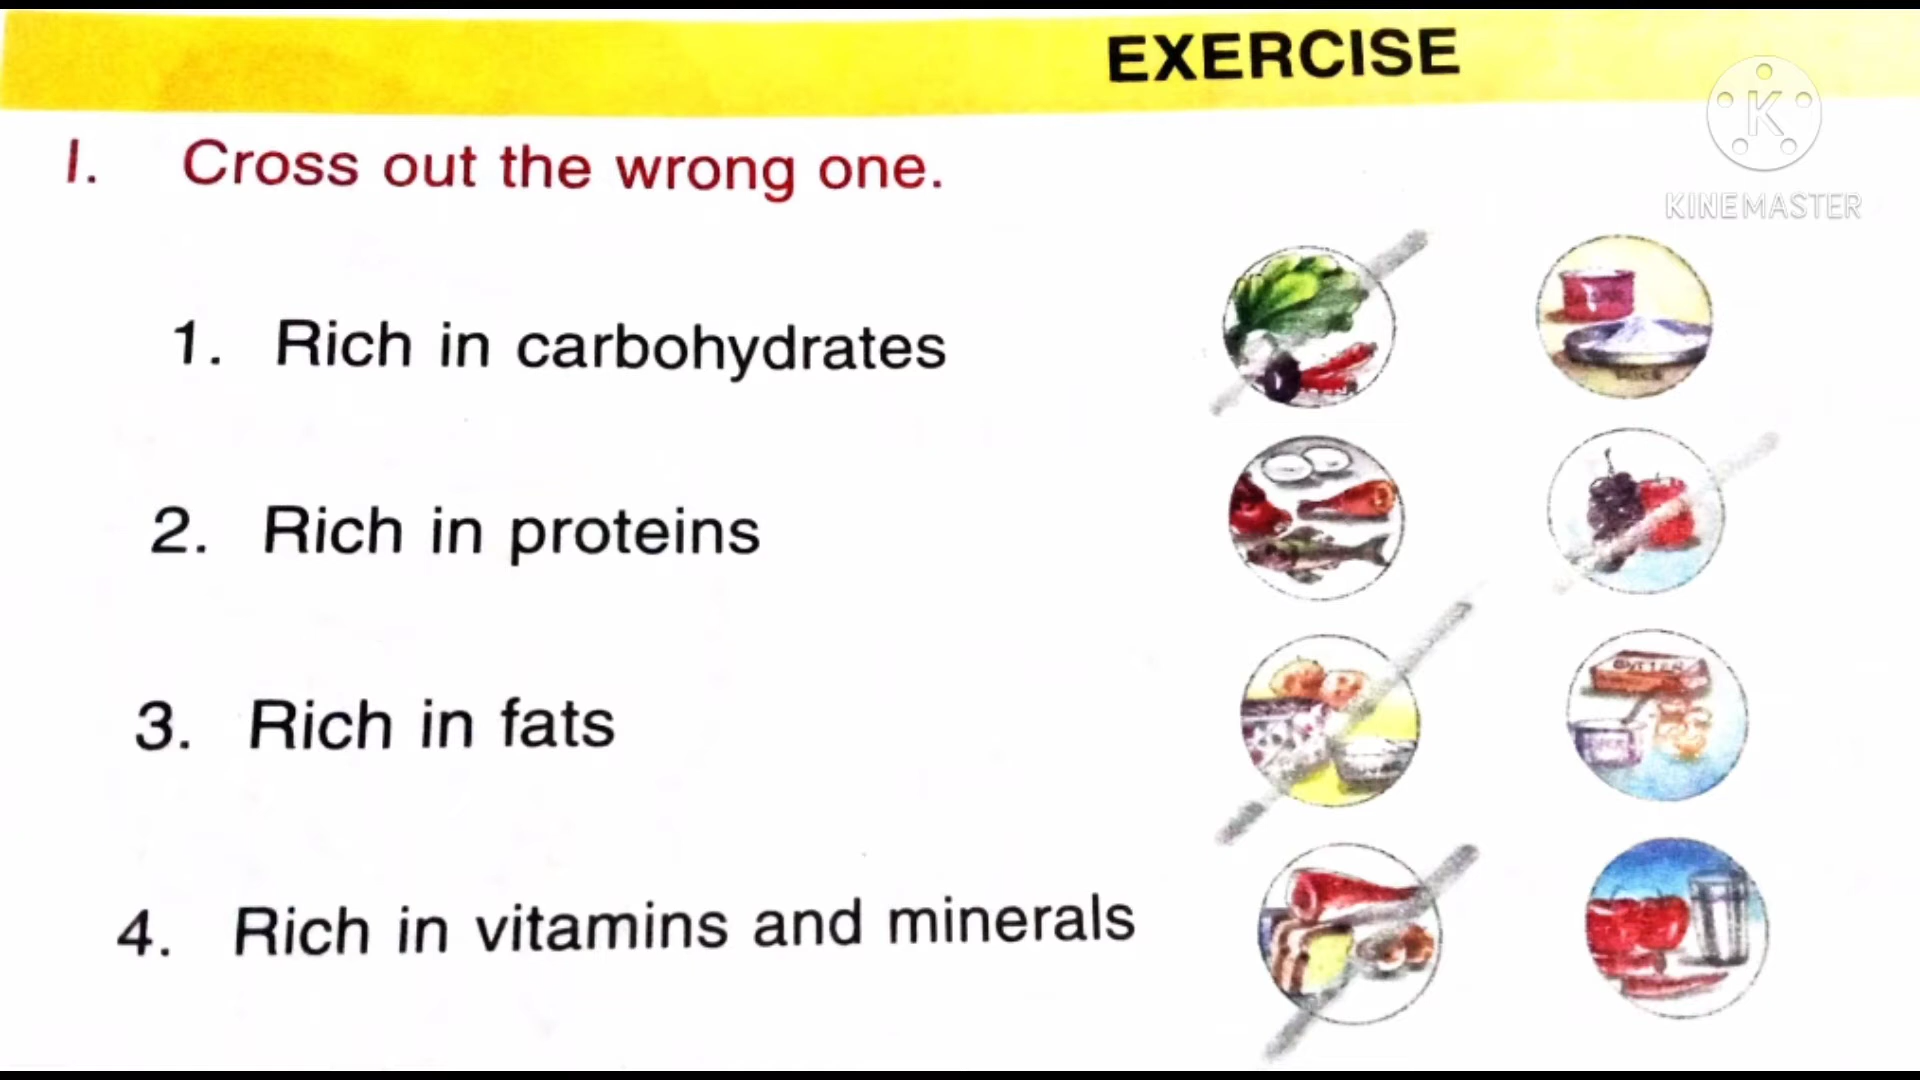 EXERCISE
K
KINEMASTER
I. Cross out the wrong one.
1. Rich in carbohydrates
2. Rich in proteins
3. Rich in fats
BUTTER
4. Rich in vitamins and minerals